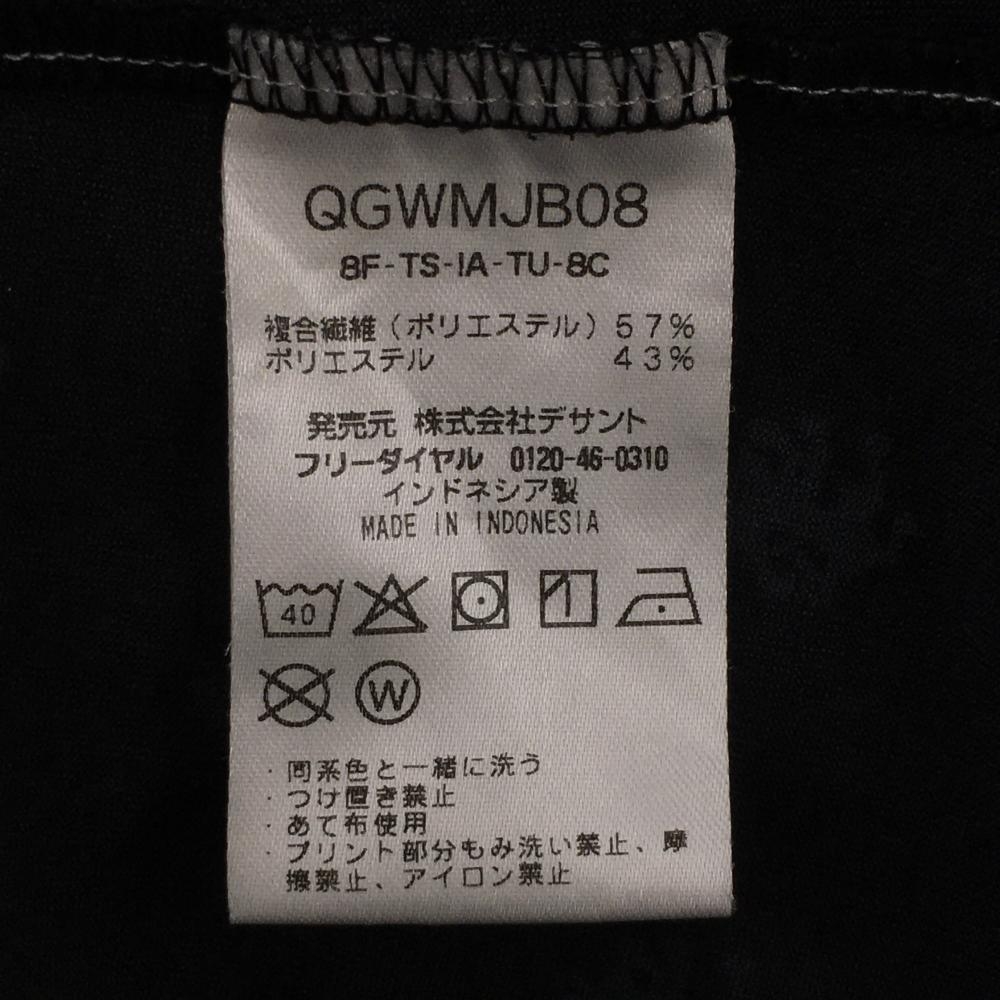 QGWMJB08
8F-TS-IA-TU-8C
複合繊維（ポリエステル）５７％
ポリエステル ４３％
発売元 株式会社デサント
フリーダイヤル 0120-46-0310
インドネシア製
MADE IN INDONESIA
40
W
・同系色と一緒に洗う
・つけ置き禁止
・あて布使用
・プリント部分もみ洗い禁止、摩
擦禁止、アイロン禁止